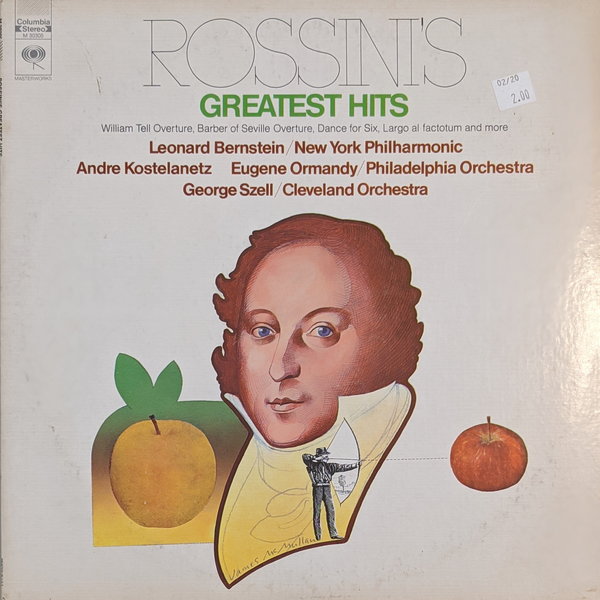 Columbia
Stereo
M 30305
MASTERWORKS
ROSSINI'S
GREATEST HITS
02/20
2.00
William Tell Overture, Barber of Seville Overture, Dance for Six, Largo al factotum and more
Leonard Bernstein/New York Philharmonic
Andre Kostelanetz Eugene Ormandy/Philadelphia Orchestra
George Szell/Cleveland Orchestra
James McMullan